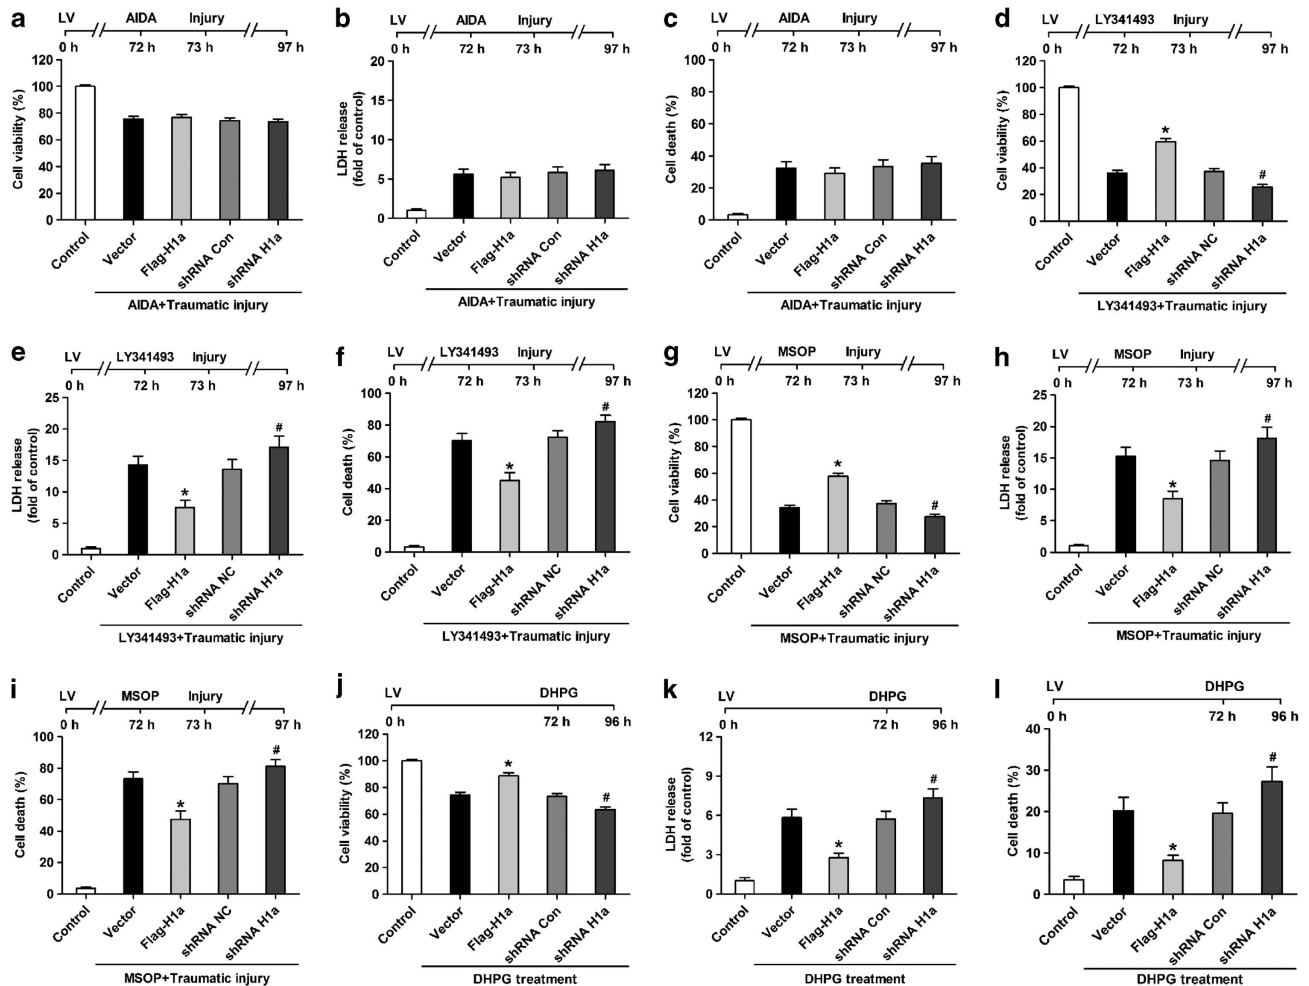 a
LV AIDA Injury
0 h 72 h 73 h 97 h
Cell viability (%)
120
100
80
60
40
20
0
Control
Vector
Flag-H1a
shRNA Con
shRNA H1a
AIDA+Traumatic injury
b
LV AIDA Injury
0 h 72 h 73 h 97 h
LDH release
(fold of control)
20
15
10
5
0
Control
Vector
Flag-H1a
shRNA Con
shRNA H1a
AIDA+Traumatic injury
c
LV AIDA Injury
0 h 72 h 73 h 97 h
Cell death (%)
100
80
60
40
20
0
Control
Vector
Flag-H1a
shRNA Con
shRNA H1a
AIDA+Traumatic injury
d
LV LY341493 Injury
0 h 72 h 73 h 97 h
Cell viability (%)
120
100
80
60
40
20
0
*
#
Control
Vector
Flag-H1a
shRNA NC
shRNA H1a
LY341493+Traumatic injury
e
LV LY341493 Injury
0 h 72 h 73 h 97 h
LDH release
(fold of control)
25
20
15
10
5
0
*
#
Control
Vector
Flag-H1a
shRNA NC
shRNA H1a
LY341493+Traumatic injury
f
LV LY341493 Injury
0 h 72 h 73 h 97 h
Cell death (%)
100
80
60
40
20
0
*
#
Control
Vector
Flag-H1a
shRNA NC
shRNA H1a
LY341493+Traumatic injury
g
LV MSOP Injury
0 h 72 h 73 h 97 h
Cell viability (%)
120
100
80
60
40
20
0
*
#
Control
Vector
Flag-H1a
shRNA NC
shRNA H1a
MSOP+Traumatic injury
h
LV MSOP Injury
0 h 72 h 73 h 97 h
LDH release
(fold of control)
25
20
15
10
5
0
*
#
Control
Vector
Flag-H1a
shRNA NC
shRNA H1a
MSOP+Traumatic injury
i
LV MSOP Injury
0 h 72 h 73 h 97 h
Cell death (%)
100
80
60
40
20
0
*
#
Control
Vector
Flag-H1a
shRNA NC
shRNA H1a
MSOP+Traumatic injury
j
LV DHPG
0 h 72 h 96 h
Cell viability (%)
120
100
80
60
40
20
0
*
#
Control
Vector
Flag-H1a
shRNA Con
shRNA H1a
DHPG treatment
k
LV DHPG
0 h 72 h 96 h
LDH release
(fold of control)
12
9
6
3
0
*
#
Control
Vector
Flag-H1a
shRNA Con
shRNA H1a
DHPG treatment
l
LV DHPG
0 h 72 h 96 h
Cell death (%)
40
30
20
10
0
*
#
Control
Vector
Flag-H1a
shRNA Con
shRNA H1a
DHPG treatment